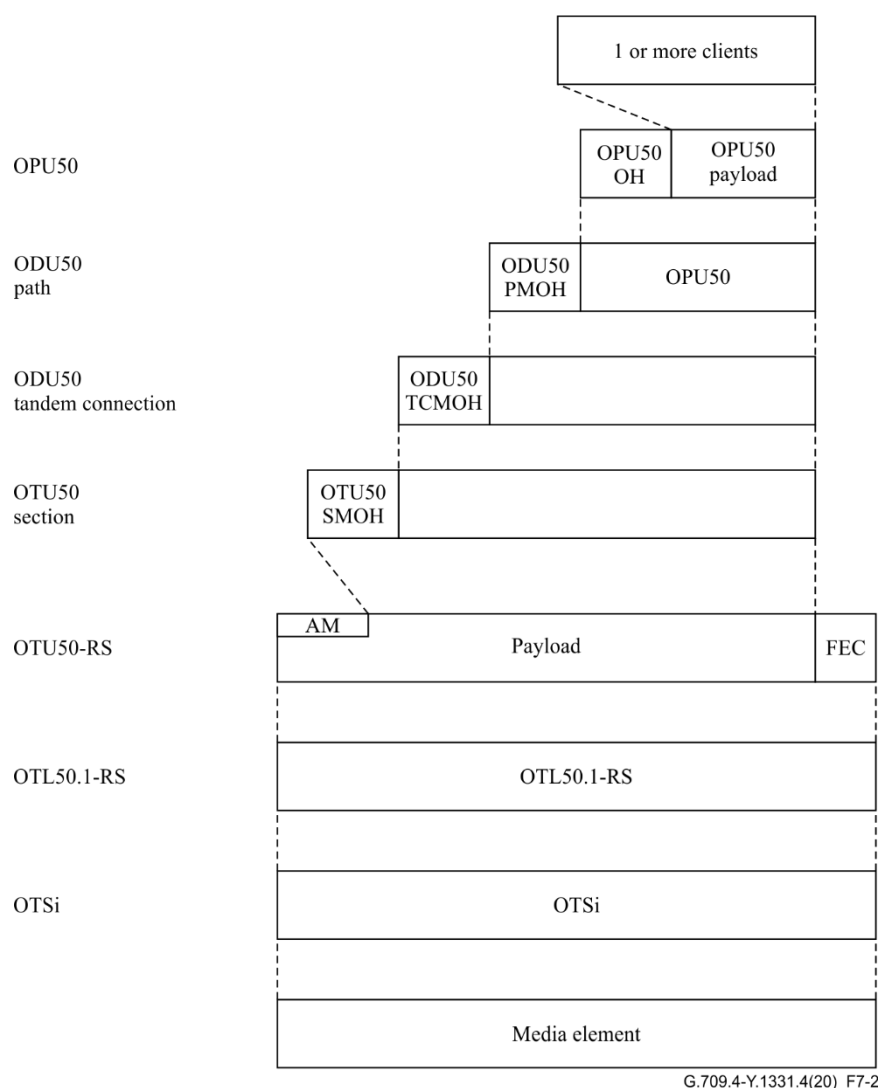 1 or more clients
OPU50
OPU50
OH
OPU50
payload
ODU50
path
ODU50
PMOH
OPU50
ODU50
tandem connection
ODU50
TCMOH
OTU50
section
OTU50
SMOH
OTU50-RS
AM
Payload
FEC
OTL50.1-RS
OTL50.1-RS
OTSi
OTSi
Media element
G.709.4-Y.1331.4(20)_F7-2